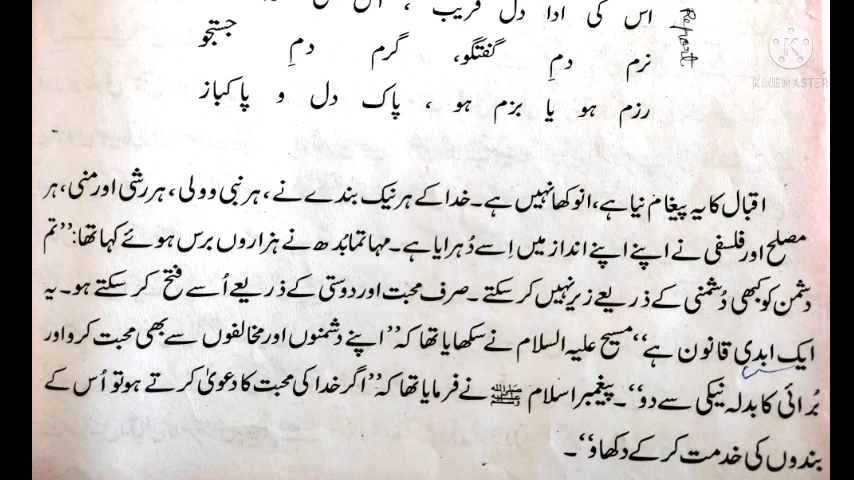 اس کی ادا دل فریب ،
نرم دمِ گفتگو، گرم دمِ جستجو
رزم ہو یا بزم ہو ، پاک دل و پاکباز
Report
KINEMASTER
اقبال کا یہ پیغام نیا ہے، انوکھا نہیں ہے۔ خدا کے ہر نیک بندے نے ، ہر نبی و ولی ، ہر رشی اور منی، ہر
مصلح اور فلسفی نے اپنے اپنے انداز میں اِسے دُہرایا ہے۔ مہاتما بُدھ نے ہزاروں برس ہوئے کہا تھا: ”تم
دشمن کو کبھی دُشمنی کے ذریعے زیر نہیں کر سکتے ۔ صرف محبت اور دوستی کے ذریعے اُسے فتح کر سکتے ہو۔ یہ
ایک ابدی قانون ہے“ مسیح علیہ السلام نے سکھایا تھا کہ ”اپنے دشمنوں اور مخالفوں سے بھی محبت کرو اور
بُرائی کا بدلہ نیکی سے دو“۔ پیغمبر اسلام ﷺ نے فرمایا تھا کہ ”اگر خدا کی محبت کا دعویٰ کرتے ہو تو اُس کے
بندوں کی خدمت کر کے دکھاو“۔